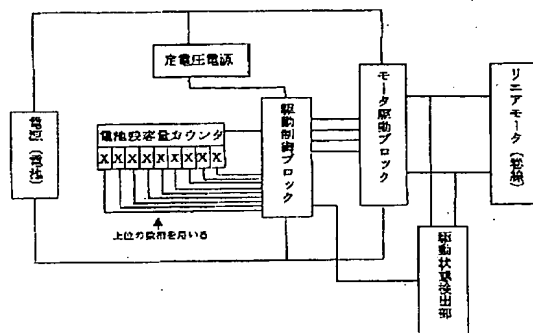 定電圧電源
電源（電池）
電池残容量カウンタ
X X X X X X X X X
上位の数桁を用いる
駆動制御ブロック
モータ駆動ブロック
リニアモータ（巻線）
駆動状態検出部